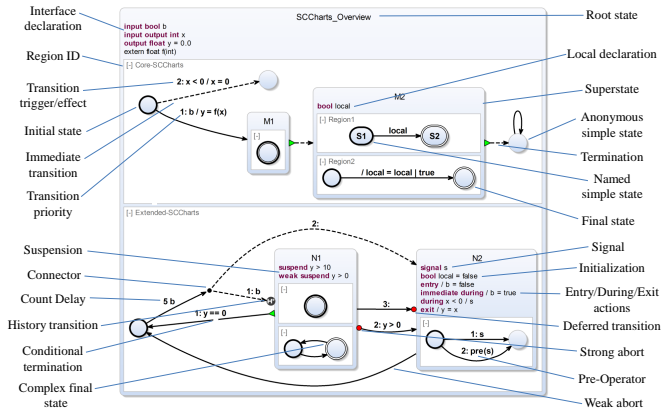 Interface
declaration
Region ID
Transition
trigger/effect
Initial state
Immediate
transition
Transition
priority
Suspension
Connector
Count Delay
History transition
Conditional
termination
Complex final
state
SCCharts_Overview
input bool b
input output int x
output float y = 0.0
extern float f(int)
[-] Core-SCCharts
2: x < 0 / x = 0
1: b / y = f(x)
M1
[-]
M2
bool local
[-] Region1
S1
local
S2
[-] Region2
/ local = local | true
[-] Extended-SCCharts
2:
1: b
5 b
H
1: y == 0
N1
suspend y > 10
weak suspend y > 0
[-]
[-]
3:
2: y > 0
N2
signal s
bool local = false
entry / b = false
immediate during / b = true
during x < 0 / s
exit / y = x
[-]
1: s
2: pre(s)
Root state
Local declaration
Superstate
Anonymous
simple state
Termination
Named
simple state
Final state
Signal
Initialization
Entry/During/Exit
actions
Deferred transition
Strong abort
Pre-Operator
Weak abort